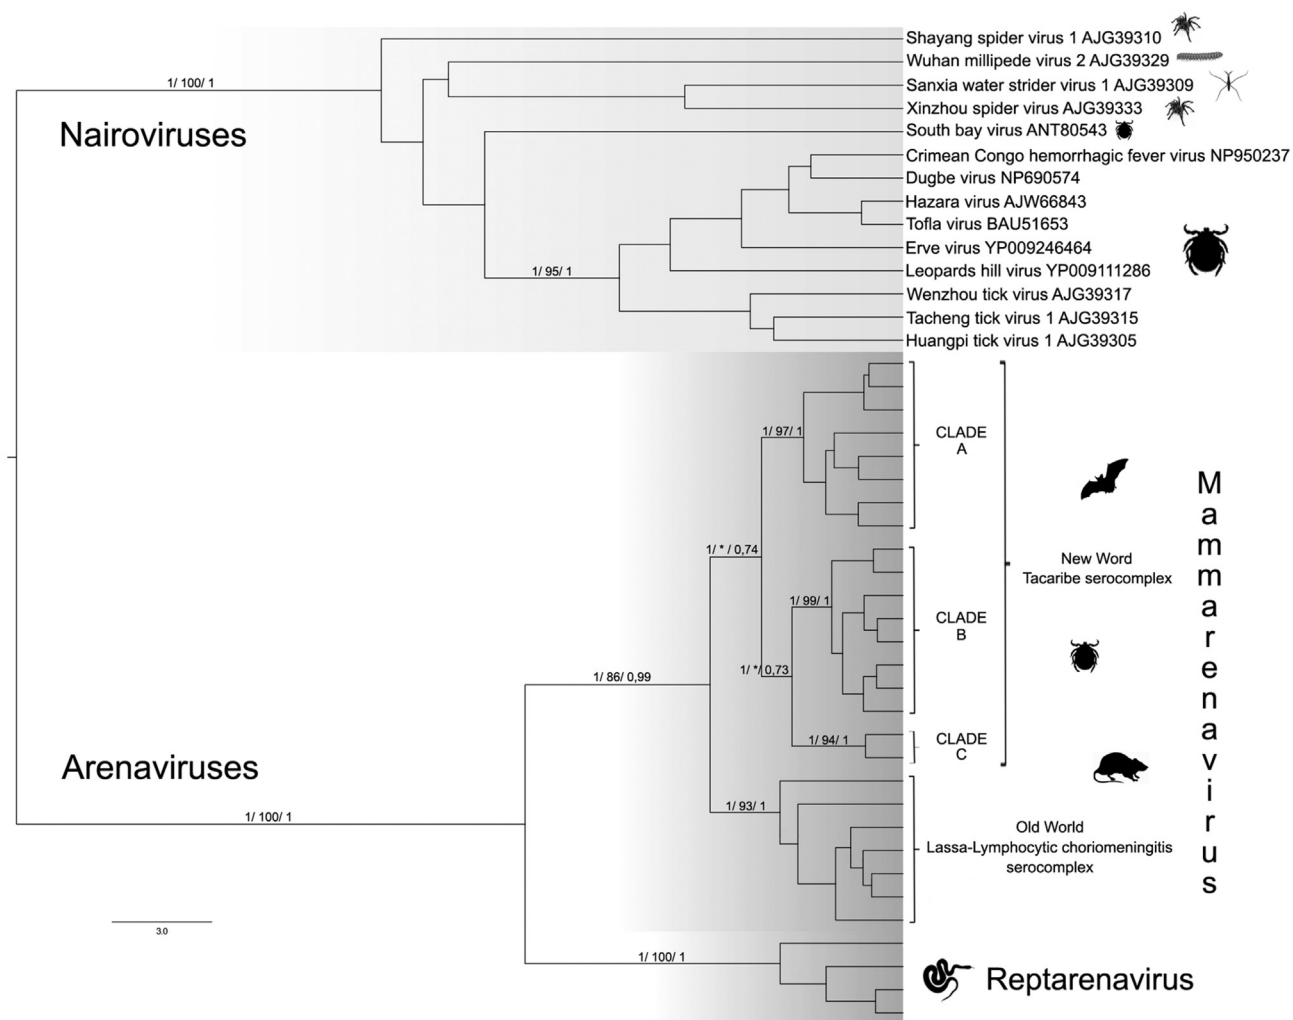 Shayang spider virus 1 AJG39310
Wuhan millipede virus 2 AJG39329
Sanxia water strider virus 1 AJG39309
Xinzhou spider virus AJG39333
South bay virus ANT80543
Crimean Congo hemorrhagic fever virus NP950237
Dugbe virus NP690574
Hazara virus AJW66843
Tofla virus BAU51653
Erve virus YP009246464
Leopards hill virus YP009111286
Wenzhou tick virus AJG39317
Tacheng tick virus 1 AJG39315
Huangpi tick virus 1 AJG39305
1/ 100/ 1
Nairoviruses
1/ 95/ 1
1/ 97/ 1
CLADE
A
1/ * / 0,74
New Word
Tacaribe serocomplex
1/ 99/ 1
CLADE
B
1/ */ 0,73
1/ 86/ 0,99
1/ 94/ 1
CLADE
C
Mammarenavirus
Arenaviruses
1/ 100/ 1
1/ 93/ 1
Old World
Lassa-Lymphocytic choriomeningitis
serocomplex
3.0
1/ 100/ 1
Reptarenavirus